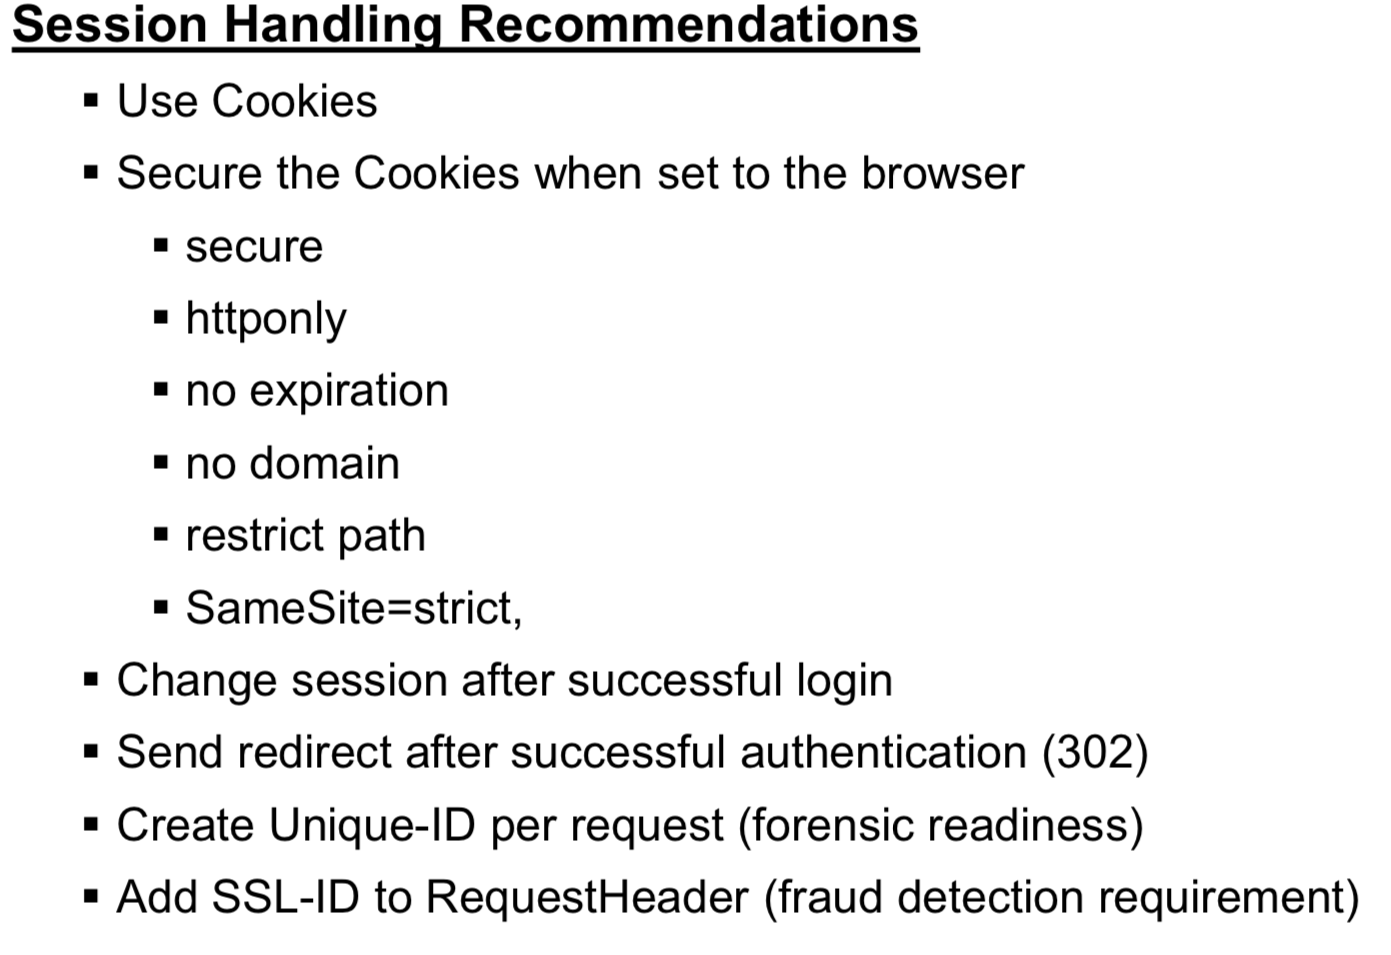 Session Handling Recommendations
▪ Use Cookies
▪ Secure the Cookies when set to the browser
▪ secure
▪ httponly
▪ no expiration
▪ no domain
▪ restrict path
▪ SameSite=strict,
▪ Change session after successful login
▪ Send redirect after successful authentication (302)
▪ Create Unique-ID per request (forensic readiness)
▪ Add SSL-ID to RequestHeader (fraud detection requirement)